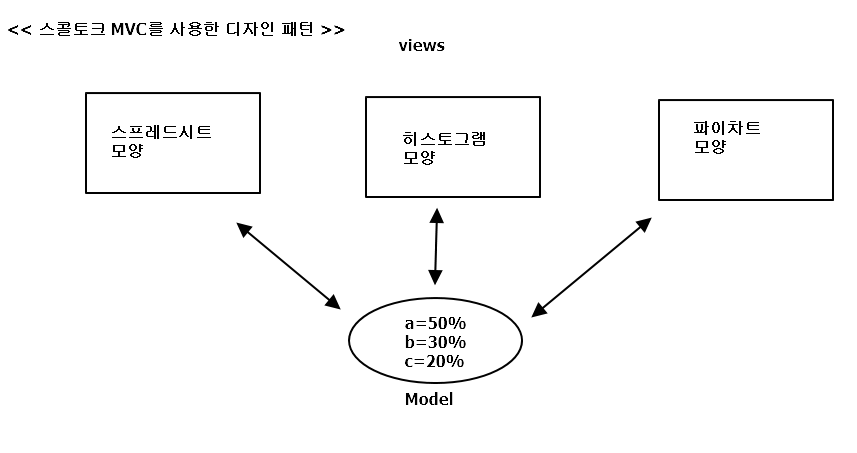 << 스콜토크 MVC를 사용한 디자인 패턴 >>
views
스프레드시트
모양
히스토그램
모양
파이차트
모양
a=50%
b=30%
c=20%
Model